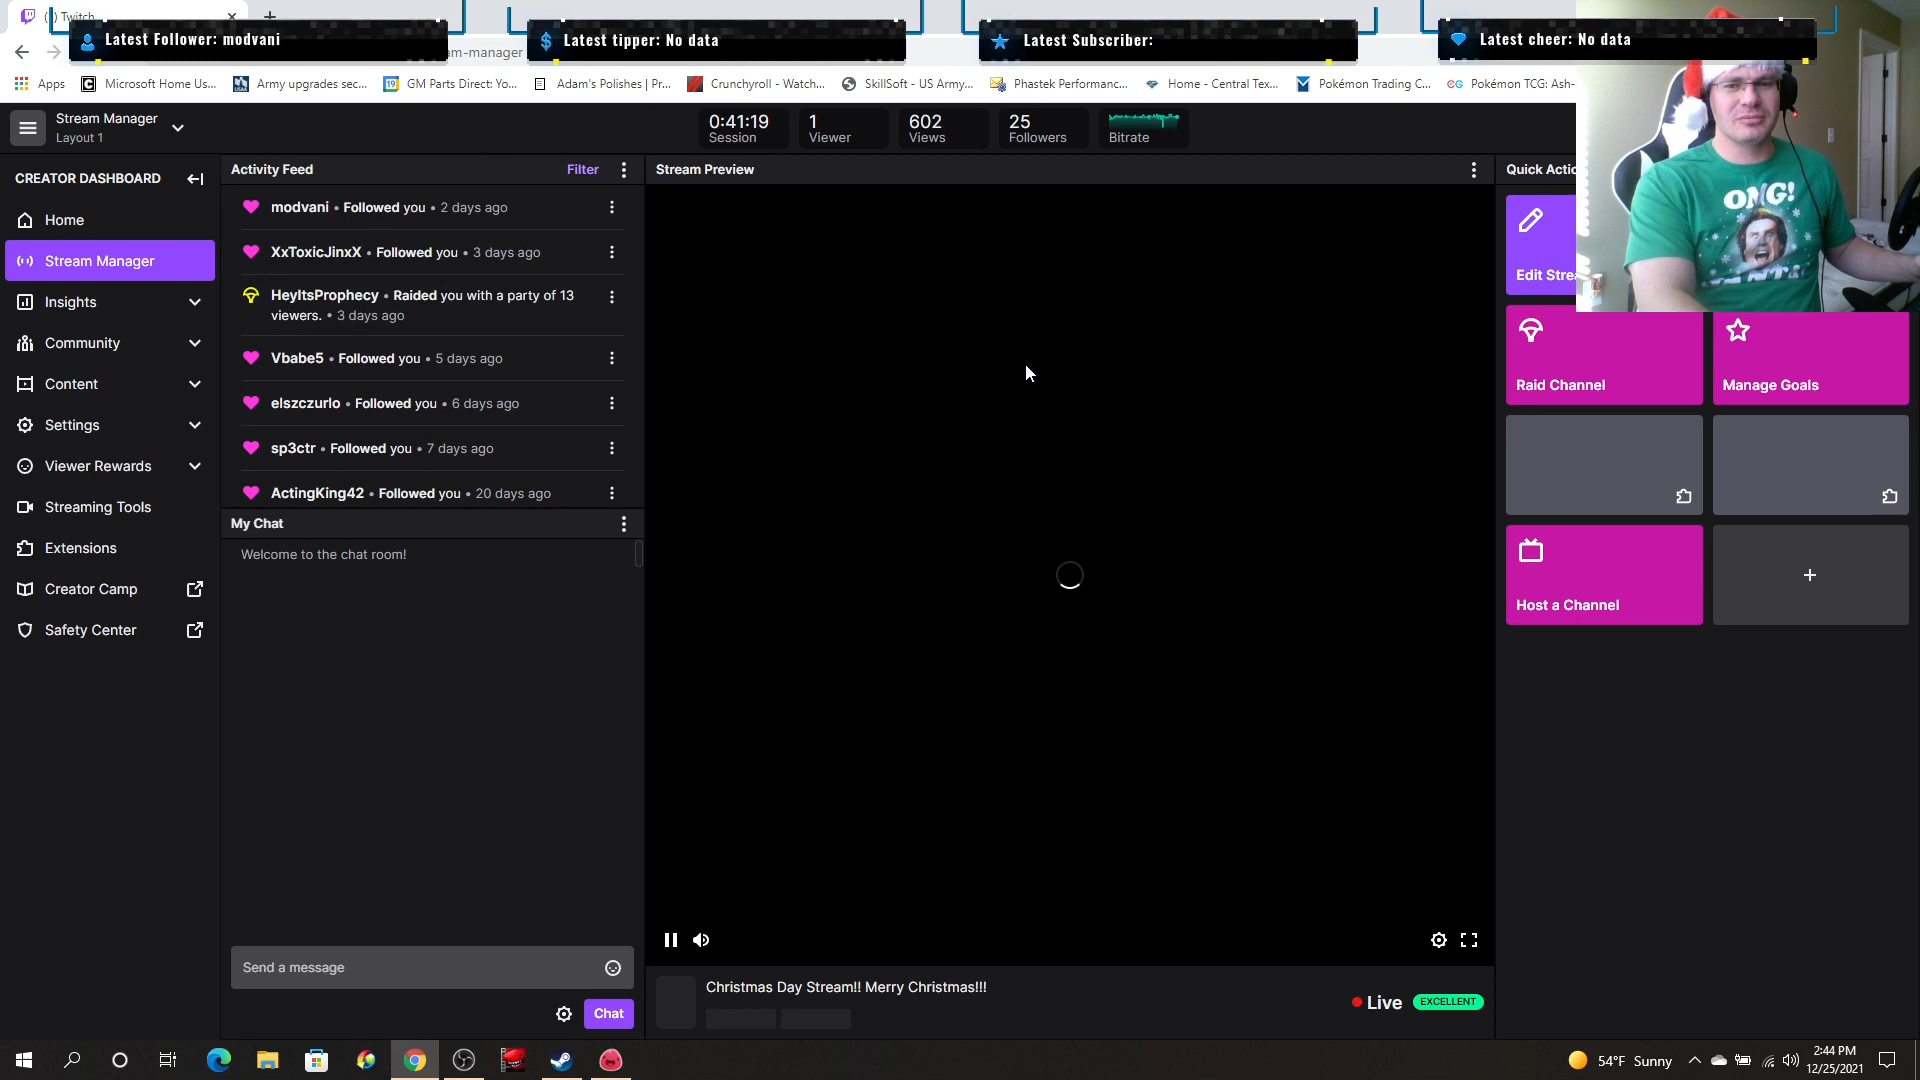 Twitch
Latest Follower: modvani
Latest tipper: No data
Latest Subscriber:
Latest cheer: No data
am-manager
Apps
Microsoft Home Us...
Army upgrades sec...
GM Parts Direct: Yo...
Adam's Polishes | Pr...
Crunchyroll - Watch...
SkillSoft - US Army...
Phastek Performanc...
Home - Central Tex...
Pokémon Trading C...
Pokémon TCG: Ash-
Stream Manager
Layout 1
0:41:19
Session
1
Viewer
602
Views
25
Followers
Bitrate
CREATOR DASHBOARD
Home
Stream Manager
Insights
Community
Content
Settings
Viewer Rewards
Streaming Tools
Extensions
Creator Camp
Safety Center
Activity Feed
Filter
modvani • Followed you • 2 days ago
XxToxicJinxX • Followed you • 3 days ago
HeyItsProphecy • Raided you with a party of 13
viewers. • 3 days ago
Vbabe5 • Followed you • 5 days ago
elszczurlo • Followed you • 6 days ago
sp3ctr • Followed you • 7 days ago
ActingKing42 • Followed you • 20 days ago
My Chat
Welcome to the chat room!
Send a message
Chat
Stream Preview
Christmas Day Stream!! Merry Christmas!!!
Live
EXCELLENT
Quick Actio
Edit Strea
OMG!
Raid Channel
Manage Goals
Host a Channel
54°F Sunny
2:44 PM
12/25/2021